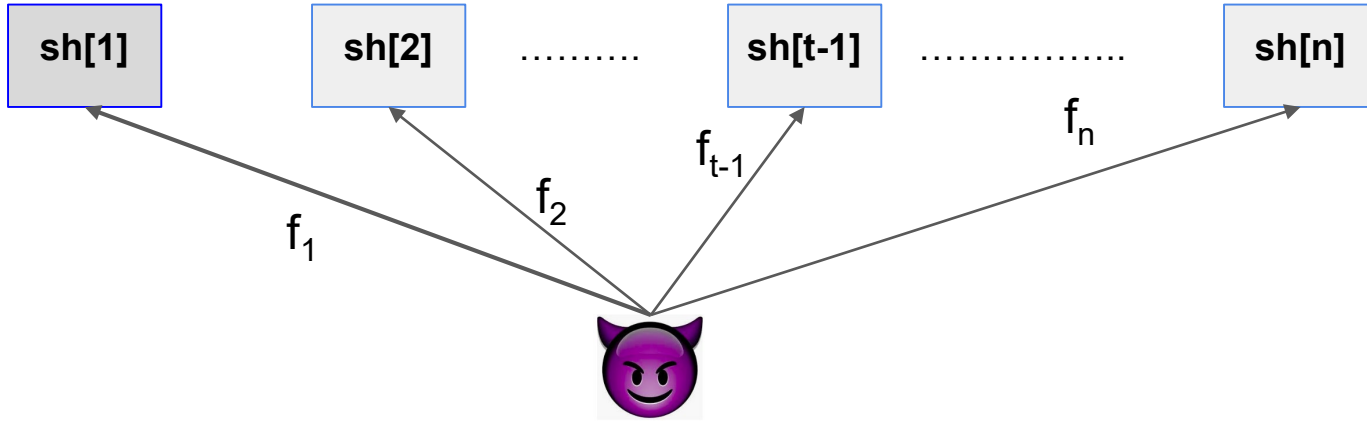 sh[1] sh[2] ………. sh[t-1] …………….. sh[n]
f₁ f₂ fₜ₋₁ fₙ